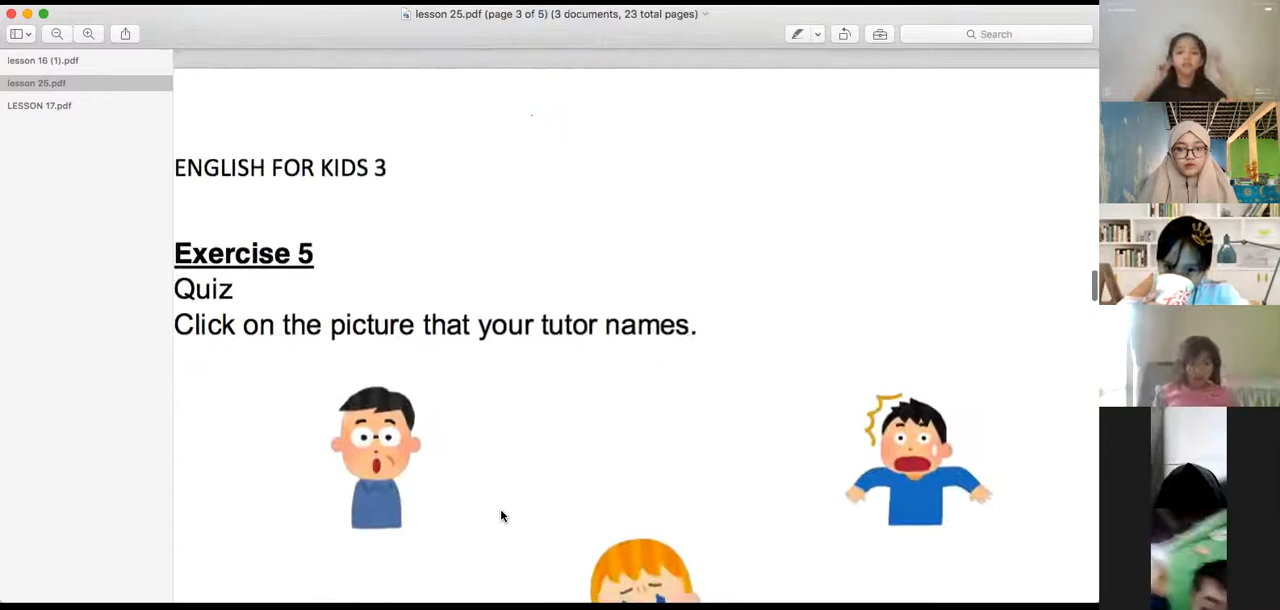 lesson 25.pdf (page 3 of 5) (3 documents, 23 total pages)
Search
lesson 16 (1).pdf
lesson 25.pdf
LESSON 17.pdf
ENGLISH FOR KIDS 3
Exercise 5
Quiz
Click on the picture that your tutor names.